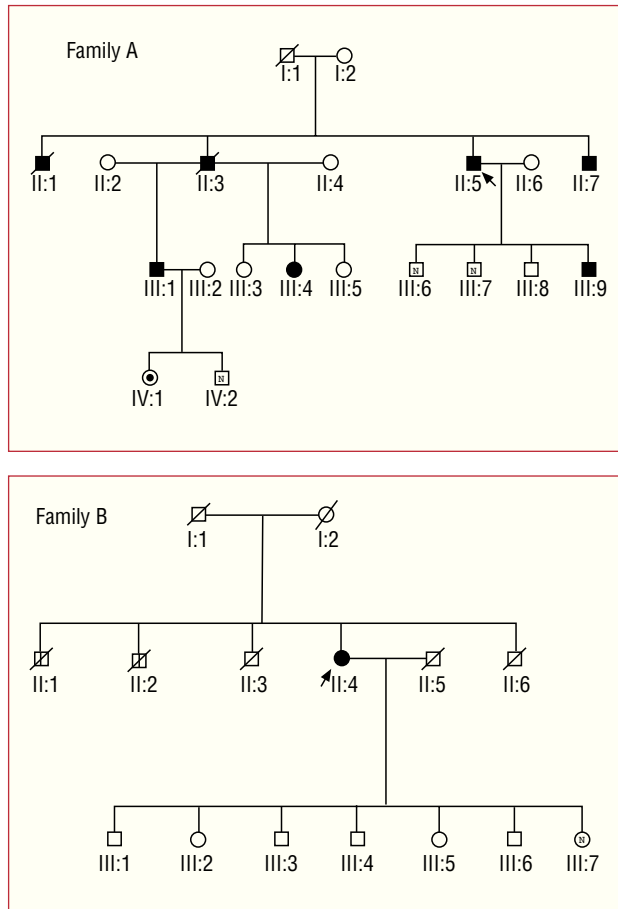 Family A
I:1 I:2
II:1 II:2 II:3 II:4 II:5 II:6 II:7
N N
III:1 III:2 III:3 III:4 III:5 III:6 III:7 III:8 III:9
N
IV:1 IV:2
Family B
I:1 I:2
II:1 II:2 II:3 II:4 II:5 II:6
N
III:1 III:2 III:3 III:4 III:5 III:6 III:7